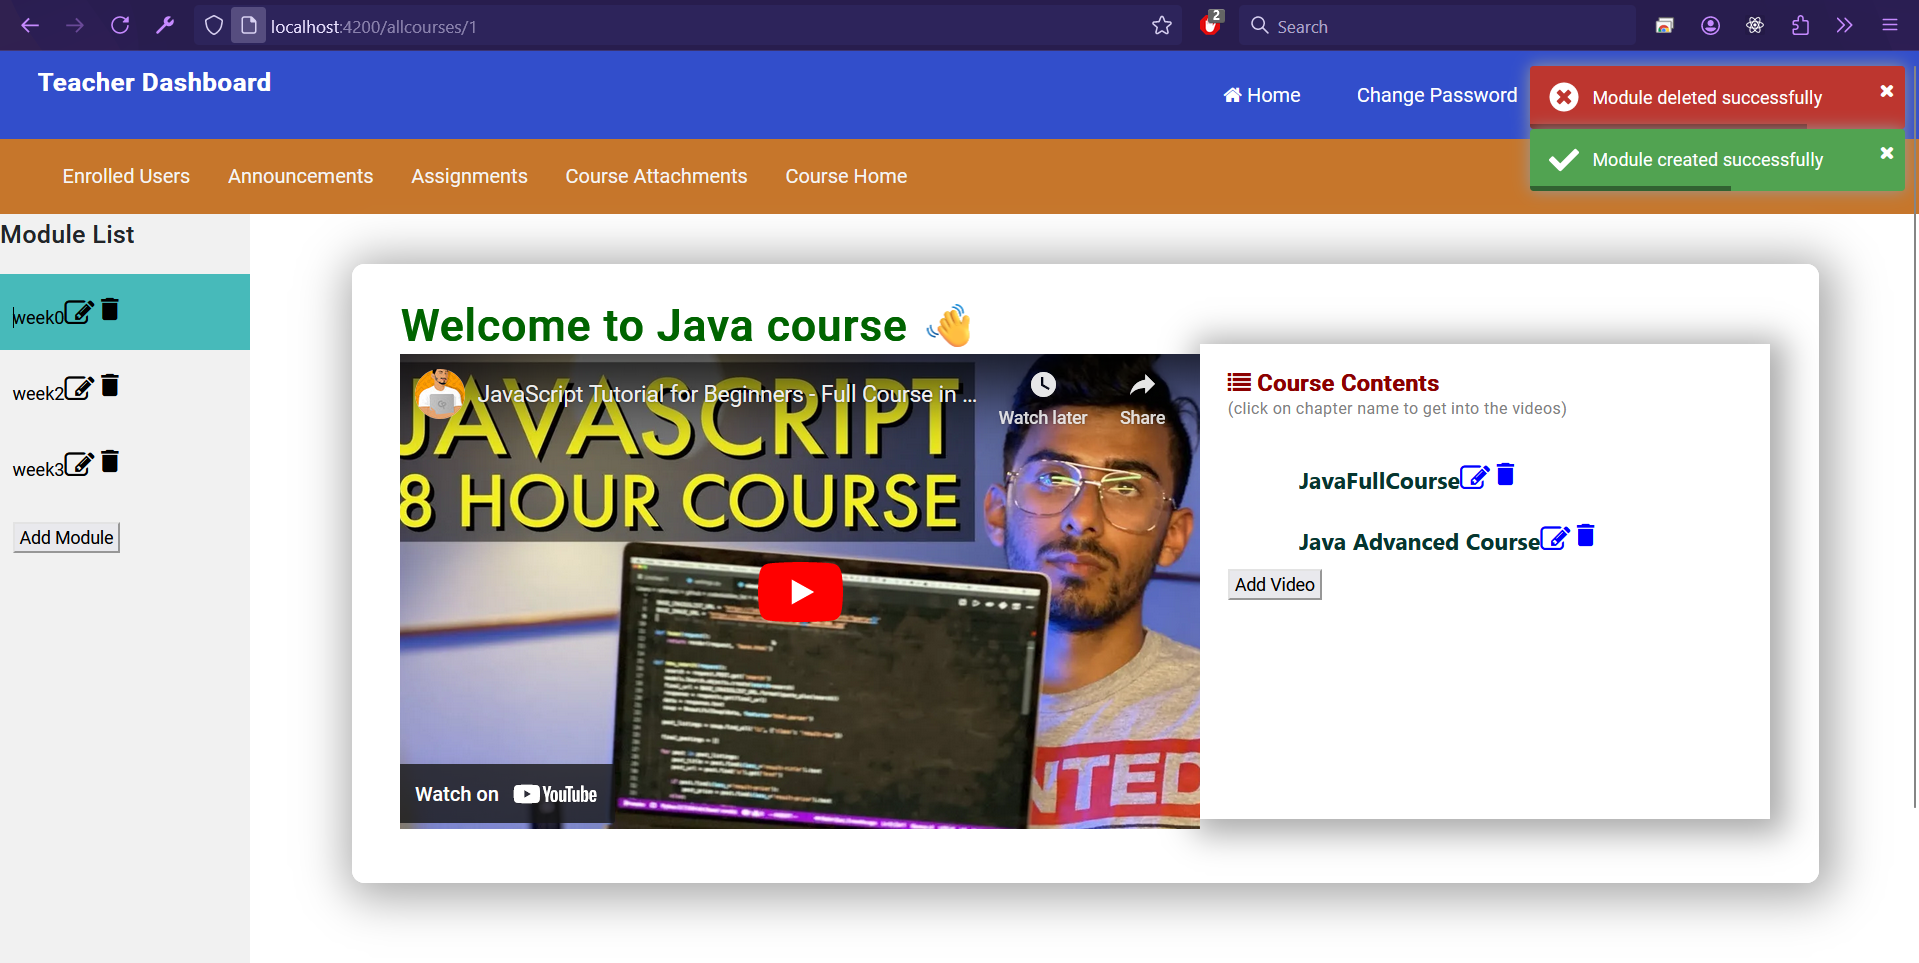 localhost:4200/allcourses/1
2
Search
Teacher Dashboard
Home
Change Password
Module deleted successfully
Module created successfully
Enrolled Users
Announcements
Assignments
Course Attachments
Course Home
Module List
week0
week2
week3
Add Module
Welcome to Java course 👋
JavaScript Tutorial for Beginners - Full Course in ...
Watch later
Share
JAVASCRIPT
8 HOUR COURSE
Watch on YouTube
NTED
Course Contents
(click on chapter name to get into the videos)
JavaFullCourse
Java Advanced Course
Add Video